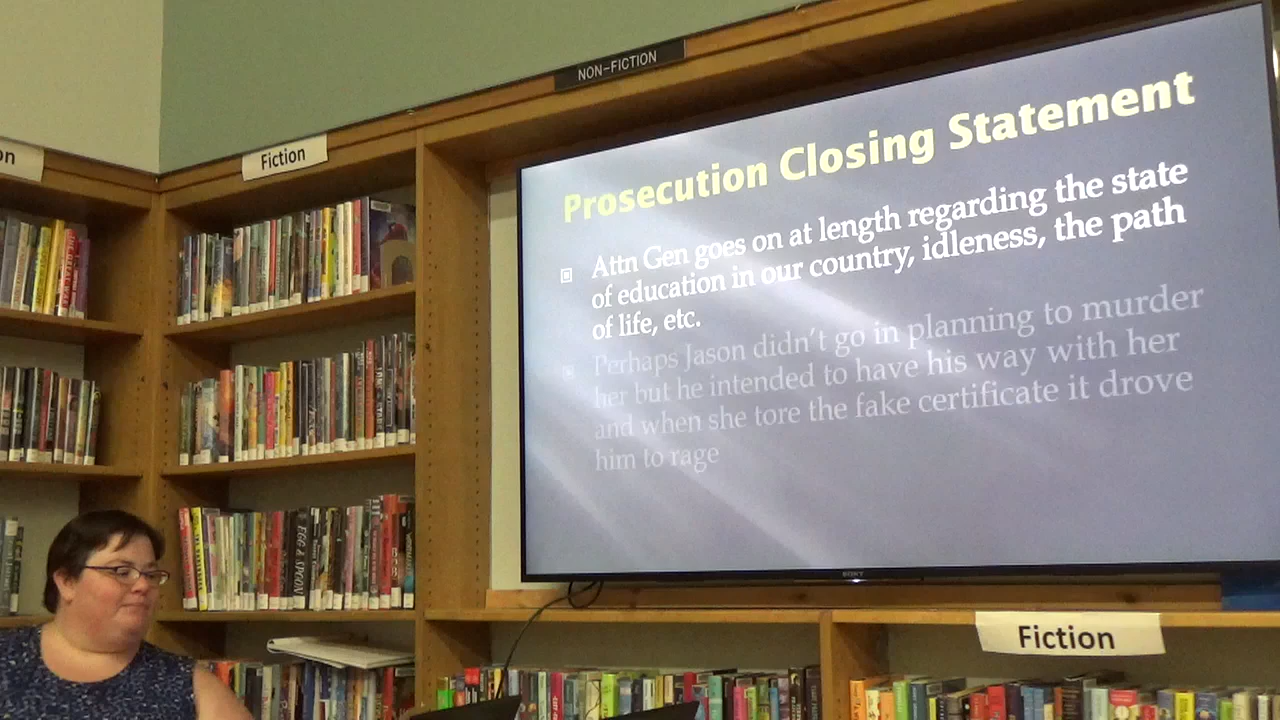 NON-FICTION
Fiction
Prosecution Closing Statement
Attn Gen goes on at length regarding the state
of education in our country, idleness, the path
of life, etc.
Perhaps Jason didn't go in planning to murder
her but he intended to have his way with her
and when she tore the fake certificate it drove
him to rage
SONY
EGG & SPOON
Fiction